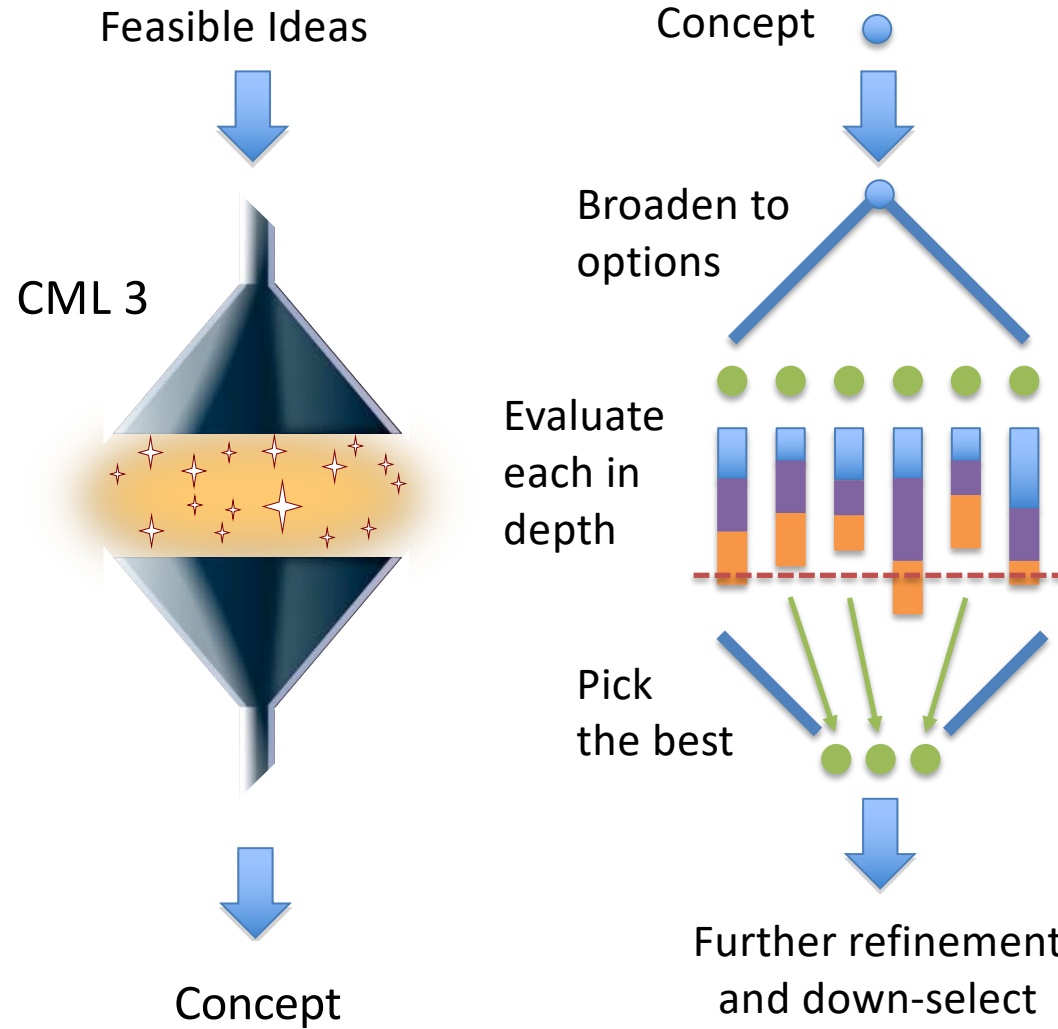 Feasible Ideas
CML 3
Concept
Concept
Broaden to
options
Evaluate
each in
depth
Pick
the best
Further refinement
and down-select